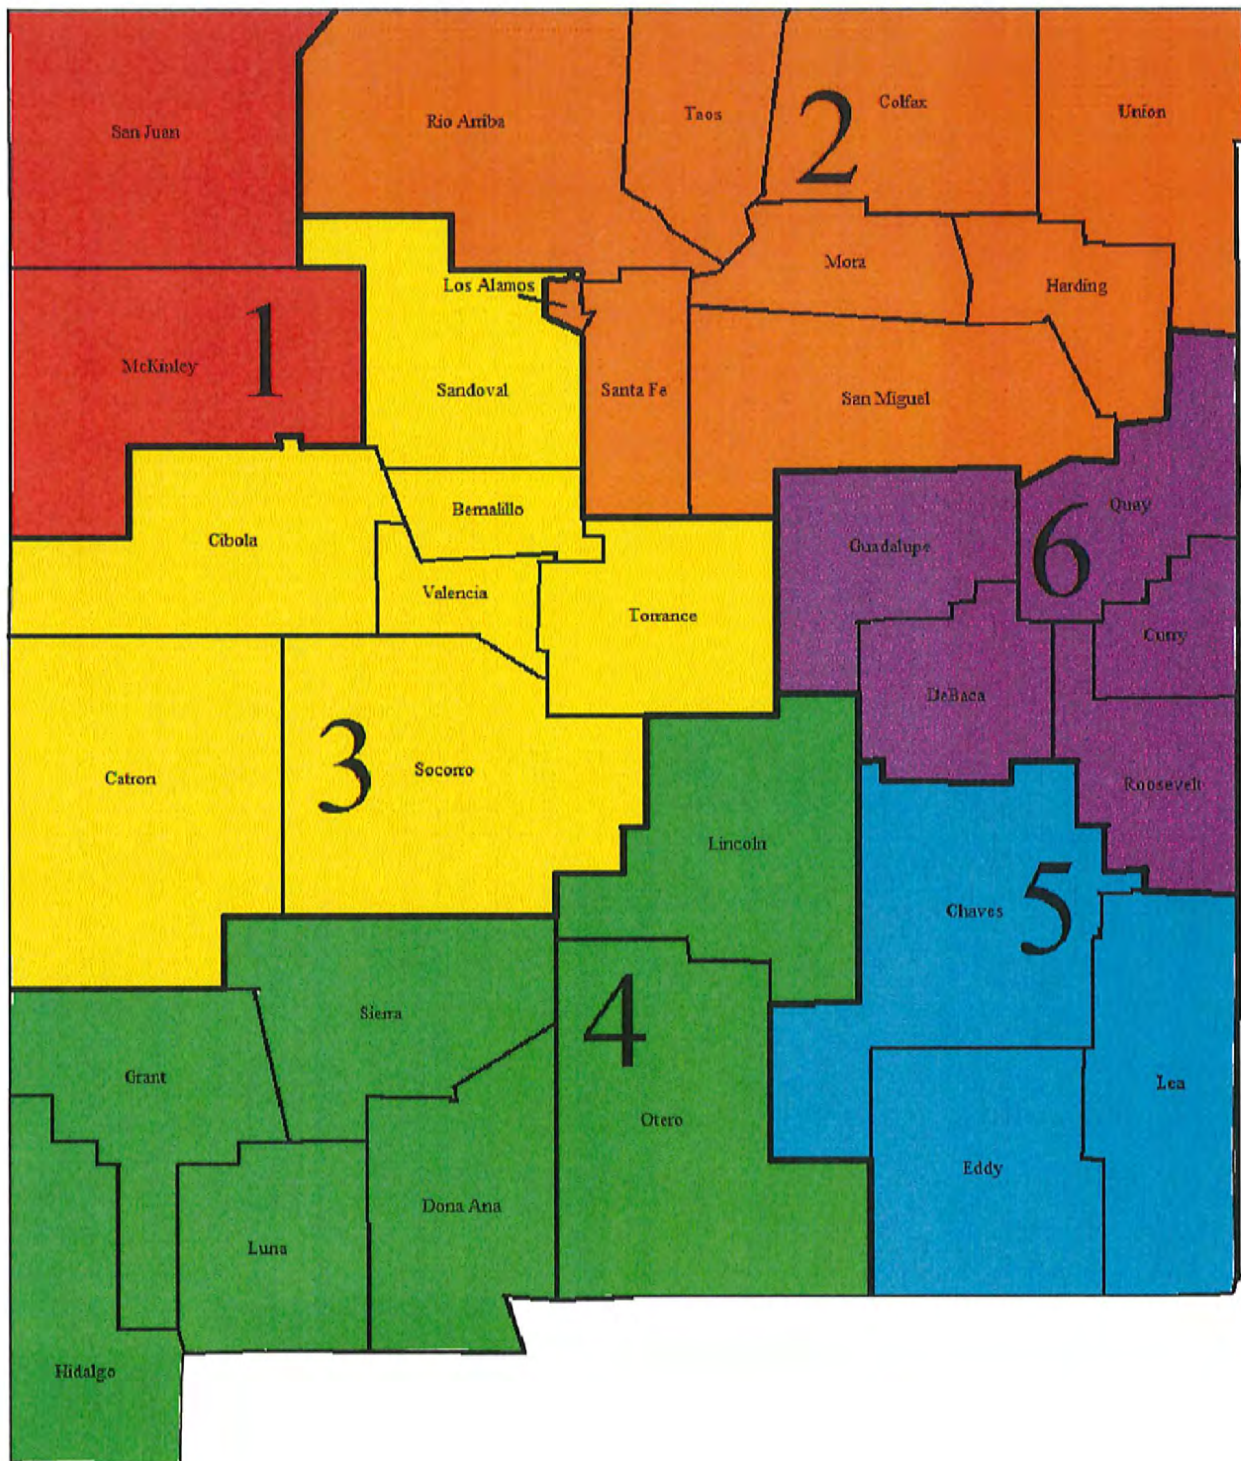 San Juan
Rio Arriba
Taos
2
Colfax
Union
Mora
Harding
Los Alamos
McKinley
1
Sandoval
Santa Fe
San Miguel
Cibola
Bernalillo
Valencia
Torrance
Guadalupe
6
Quay
Curry
DeBaca
Roosevelt
Catron
3
Socorro
Lincoln
Chaves
5
Sierra
4
Grant
Otero
Lea
Eddy
Dona Ana
Luna
Hidalgo